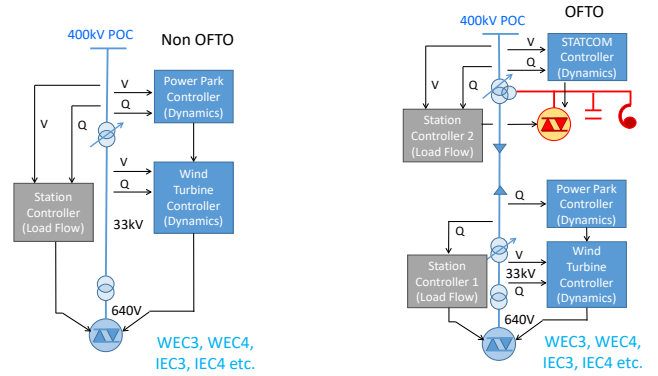 400kV POC
Non OFTO
V
Q
Power Park
Controller
(Dynamics)
V
Q
V
Q
Wind
Turbine
Controller
(Dynamics)
Station
Controller
(Load Flow)
33kV
640V
WEC3, WEC4,
IEC3, IEC4 etc.
OFTO
400kV POC
V
Q
STATCOM
Controller
(Dynamics)
V
Q
Station
Controller 2
(Load Flow)
Q
Power Park
Controller
(Dynamics)
Q
V
33kV
Q
Wind
Turbine
Controller
(Dynamics)
Station
Controller 1
(Load Flow)
640V
WEC3, WEC4,
IEC3, IEC4 etc.